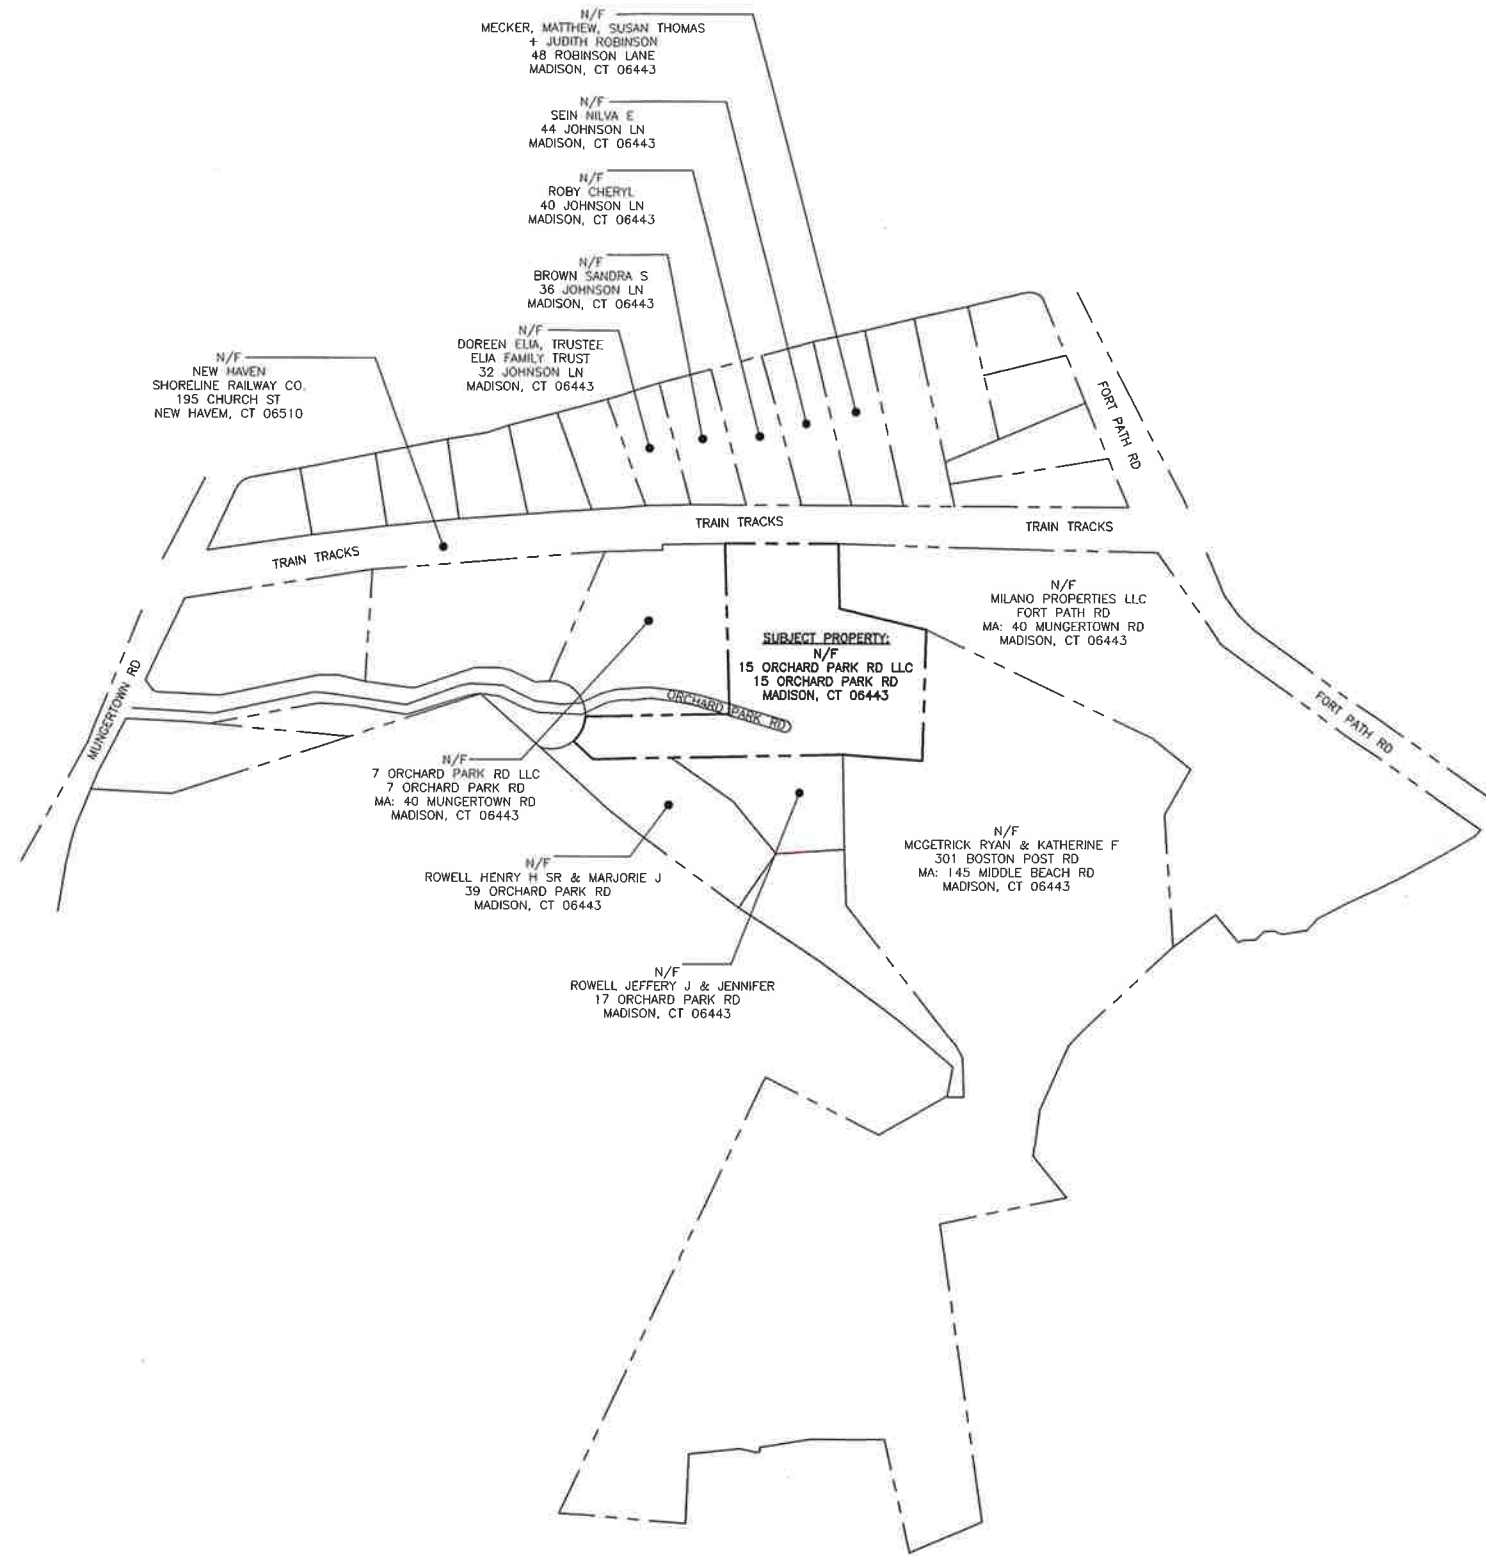 N/F
MECKER, MATTHEW, SUSAN THOMAS
+ JUDITH ROBINSON
48 ROBINSON LANE
MADISON, CT 06443
N/F
SEIN NILVA E
44 JOHNSON LN
MADISON, CT 06443
N/F
ROBY CHERYL
40 JOHNSON LN
MADISON, CT 06443
N/F
BROWN SANDRA S
36 JOHNSON LN
MADISON, CT 06443
N/F
DOREEN ELIA, TRUSTEE
ELIA FAMILY TRUST
32 JOHNSON LN
MADISON, CT 06443
N/F
NEW HAVEN
SHORELINE RAILWAY CO.
195 CHURCH ST
NEW HAVEM, CT 06510
FORT PATH RD
TRAIN TRACKS
TRAIN TRACKS
TRAIN TRACKS
N/F
MILANO PROPERTIES LLC
FORT PATH RD
MA: 40 MUNGERTOWN RD
MADISON, CT 06443
SUBJECT PROPERTY:
N/F
15 ORCHARD PARK RD LLC
15 ORCHARD PARK RD
MADISON, CT 06443
MUNGERTOWN RD
ORCHARD PARK RD
FORT PATH RD
N/F
7 ORCHARD PARK RD LLC
7 ORCHARD PARK RD
MA: 40 MUNGERTOWN RD
MADISON, CT 06443
N/F
MCGETRICK RYAN & KATHERINE F
301 BOSTON POST RD
MA: 145 MIDDLE BEACH RD
MADISON, CT 06443
N/F
ROWELL HENRY H SR & MARJORIE J
39 ORCHARD PARK RD
MADISON, CT 06443
N/F
ROWELL JEFFERY J & JENNIFER
17 ORCHARD PARK RD
MADISON, CT 06443